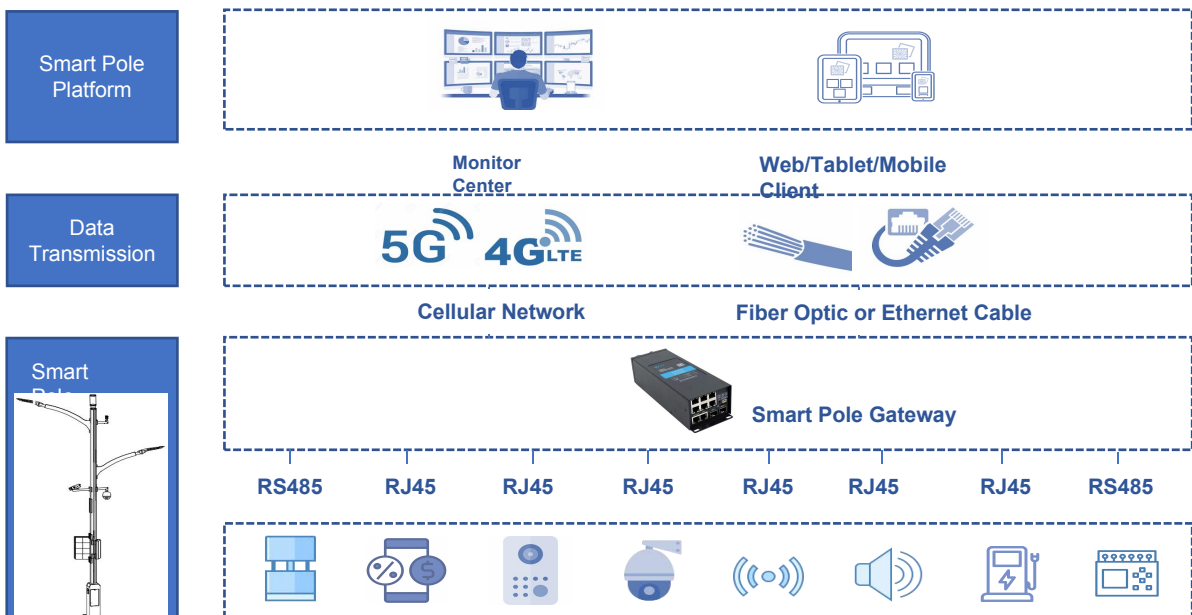 Smart Pole
Platform
Monitor
Center
Web/Tablet/Mobile
Client
Data
Transmission
5G
4G LTE
Cellular Network
Fiber Optic or Ethernet Cable
Smart
Pole
Smart Pole Gateway
RS485 RJ45 RJ45 RJ45 RJ45 RJ45 RJ45 RS485
% $